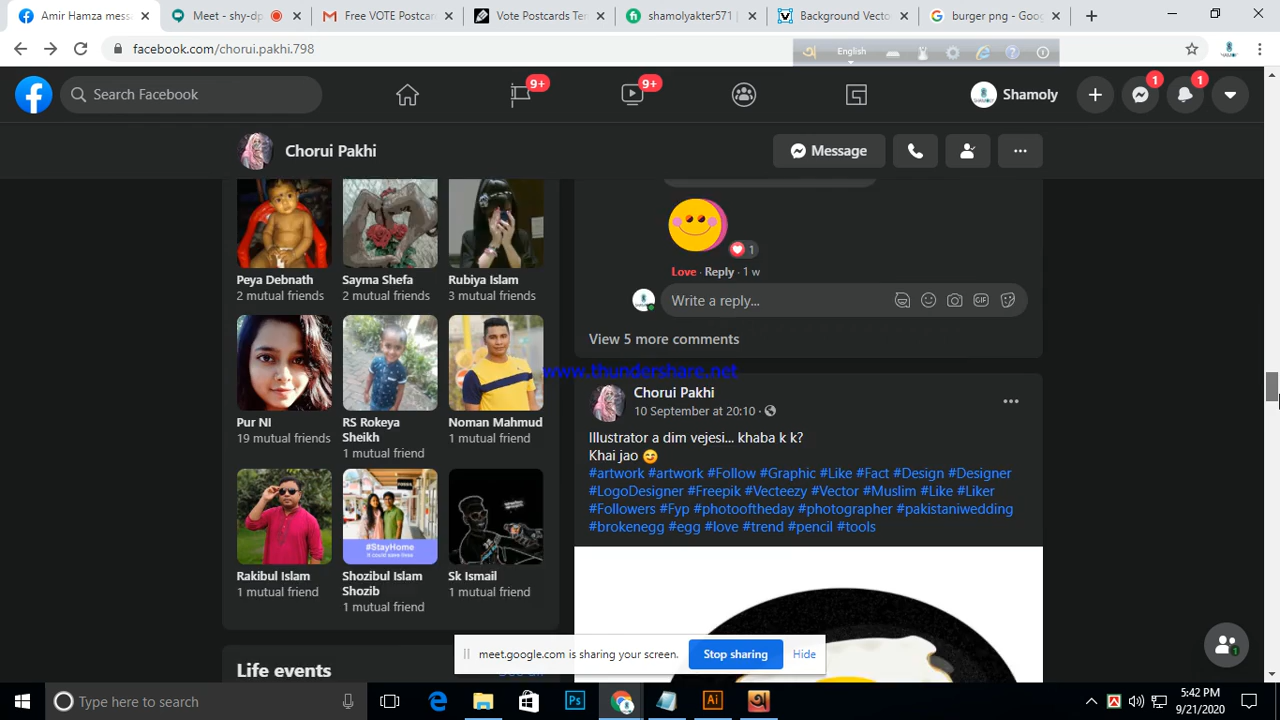 Amir Hamza mess
Meet - shy-dp
Free VOTE Postcar
Vote Postcards Te
shamolyakter571 |
Background Vecto
burger png - Goo
facebook.com/chorui.pakhi.798
English
Search Facebook
9+
9+
Shamoly
1
1
Chorui Pakhi
Message
Peya Debnath
2 mutual friends
Sayma Shefa
2 mutual friends
Rubiya Islam
3 mutual friends
1
Love · Reply · 1 w
Write a reply...
GIF
View 5 more comments
www.thundershare.net
Pur NI
19 mutual friends
RS Rokeya
Sheikh
1 mutual friend
Noman Mahmud
1 mutual friend
Chorui Pakhi
10 September at 20:10 ·
Illustrator a dim vejesi... khaba k k?
Khai jao 😊
#artwork #artwork #Follow #Graphic #Like #Fact #Design #Designer
#LogoDesigner #Freepik #Vecteezy #Vector #Muslim #Like #Liker
#Followers #Fyp #photooftheday #photographer #pakistaniwedding
#brokenegg #egg #love #trend #pencil #tools
#StayHome
It could save lives
Rakibul Islam
1 mutual friend
Shozibul Islam
Shozib
1 mutual friend
Sk Ismail
1 mutual friend
Life events
meet.google.com is sharing your screen.
Stop sharing
Hide
1
Type here to search
Ps
Ai
5:42 PM
9/21/2020